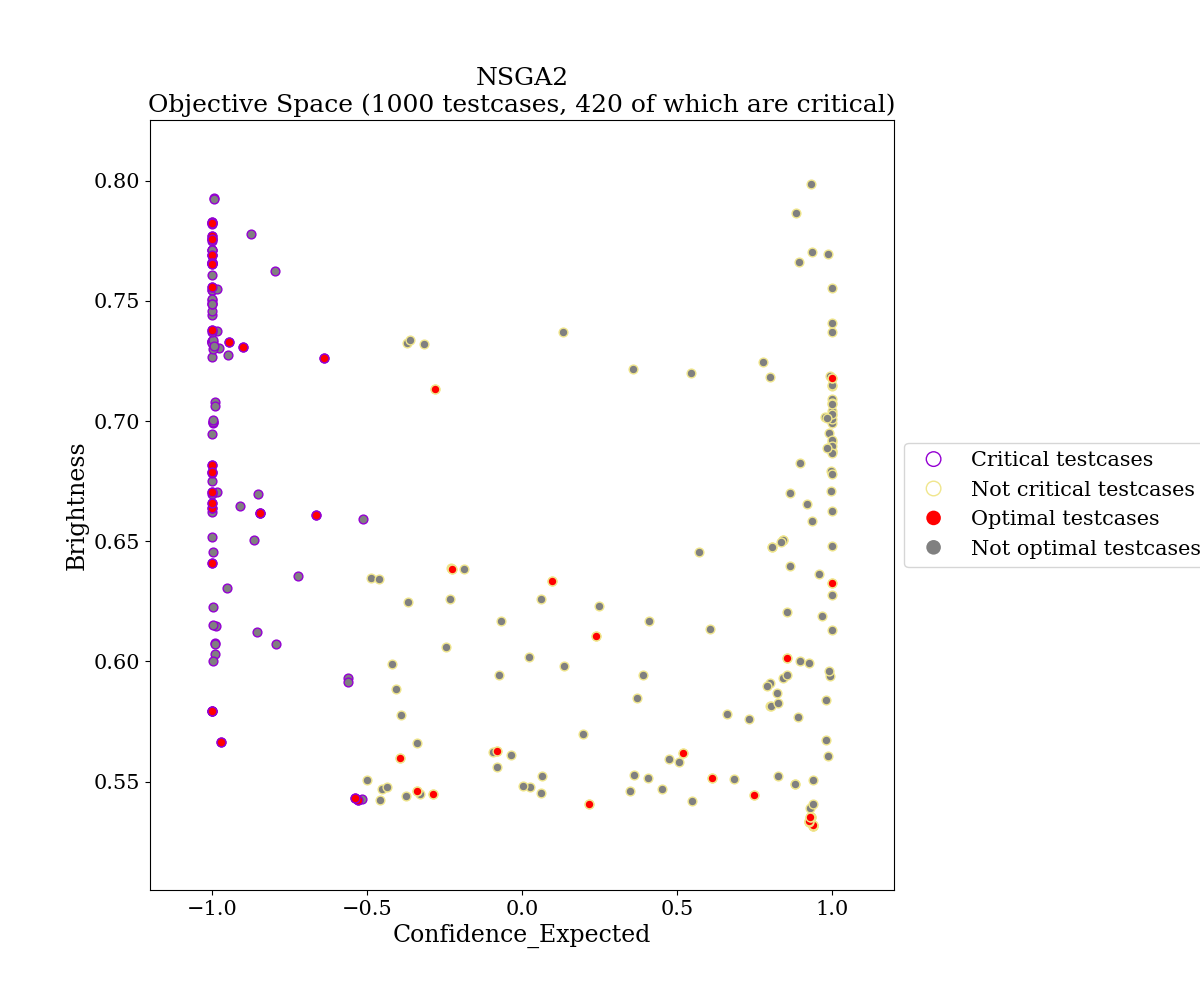 NSGA2
Objective Space (1000 testcases, 420 of which are critical)
0.80
0.75
0.70
0.65
0.60
0.55
Brightness
−1.0
−0.5
0.0
0.5
1.0
Confidence_Expected
Critical testcases
Not critical testcases
Optimal testcases
Not optimal testcases